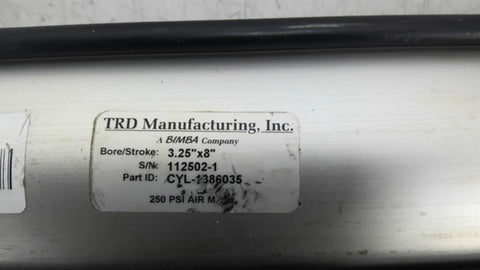 TRD Manufacturing, Inc.
A BIMBA Company
Bore/Stroke: 3.25"x8"
S/N: 112502-1
Part ID: CYL-1386035
250 PSI AIR